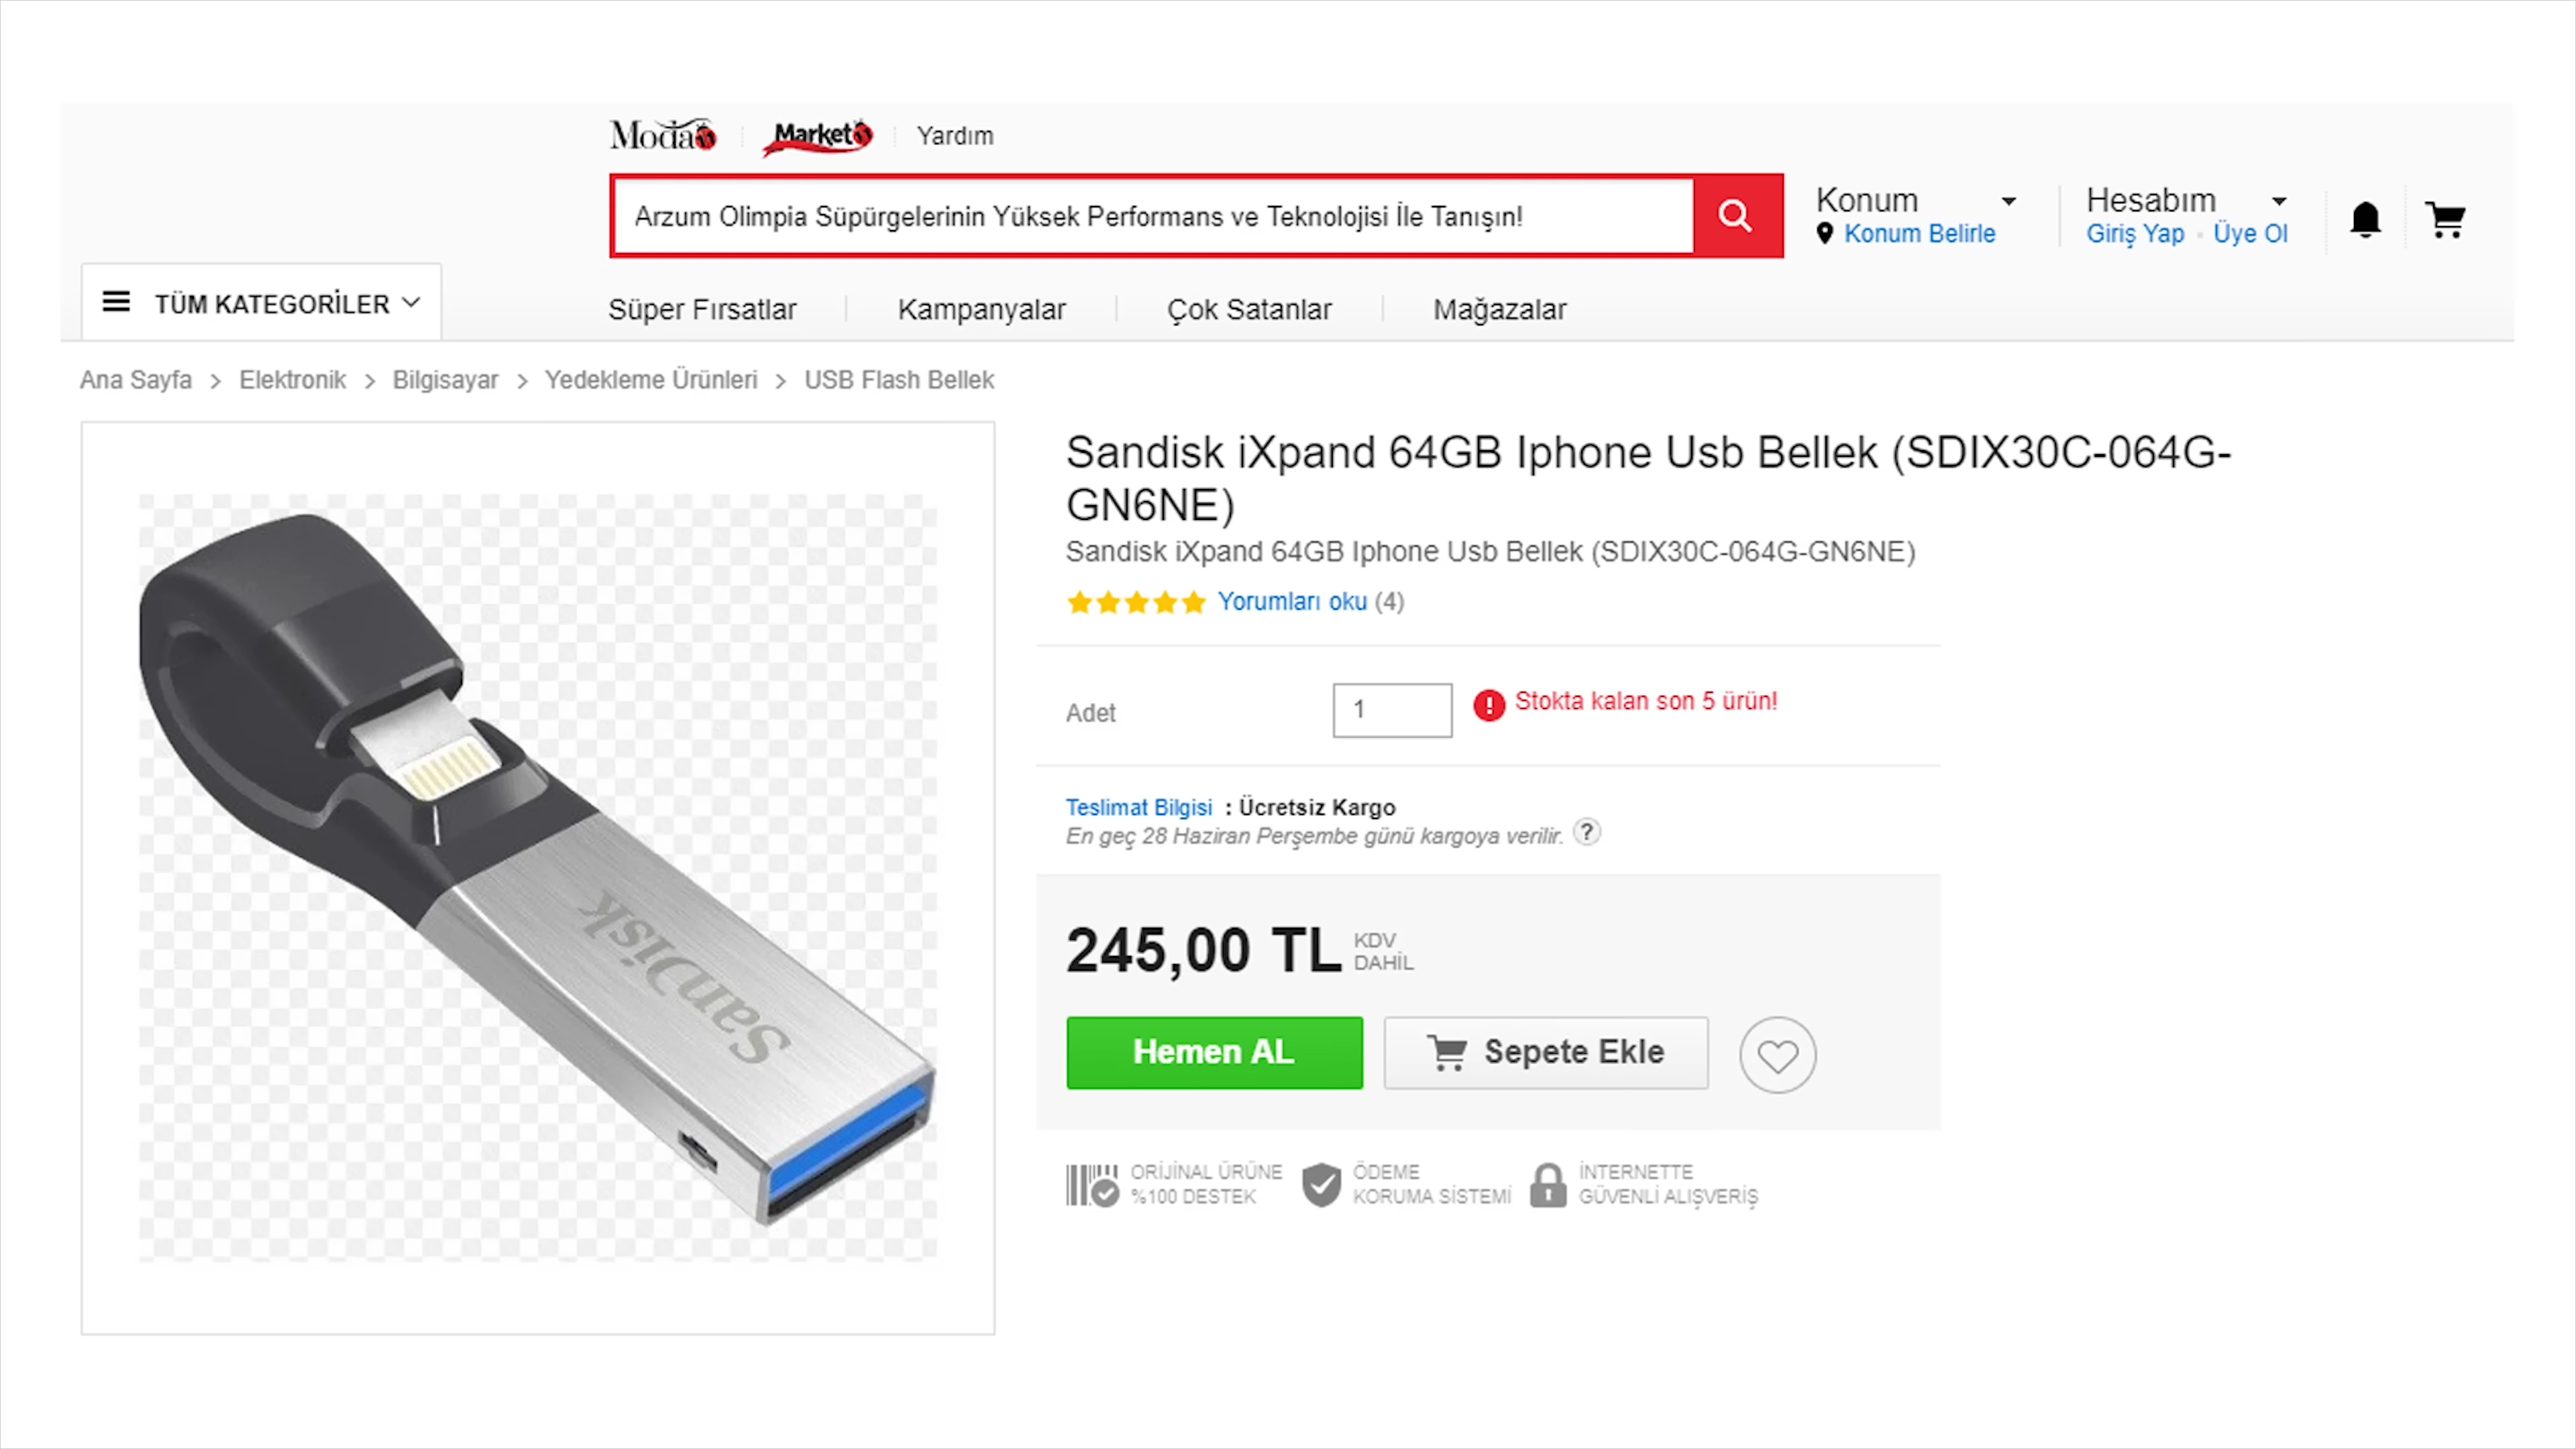 Moda Market Yardım
Arzum Olimpia Süpürgelerinin Yüksek Performans ve Teknolojisi İle Tanışın!
Konum
Konum Belirle
Hesabım
Giriş Yap Üye Ol
TÜM KATEGORİLER
Süper Fırsatlar Kampanyalar Çok Satanlar Mağazalar
Ana Sayfa > Elektronik > Bilgisayar > Yedekleme Ürünleri > USB Flash Bellek
SanDisk
Sandisk iXpand 64GB Iphone Usb Bellek (SDIX30C-064G-
GN6NE)
Sandisk iXpand 64GB Iphone Usb Bellek (SDIX30C-064G-GN6NE)
Yorumları oku (4)
Adet 1 ! Stokta kalan son 5 ürün!
Teslimat Bilgisi : Ücretsiz Kargo
En geç 28 Haziran Perşembe günü kargoya verilir. ?
245,00 TL KDV
DAHİL
Hemen AL Sepete Ekle
ORİJİNAL ÜRÜNE
%100 DESTEK
ÖDEME
KORUMA SİSTEMİ
İNTERNETTE
GÜVENLİ ALIŞVERİŞ